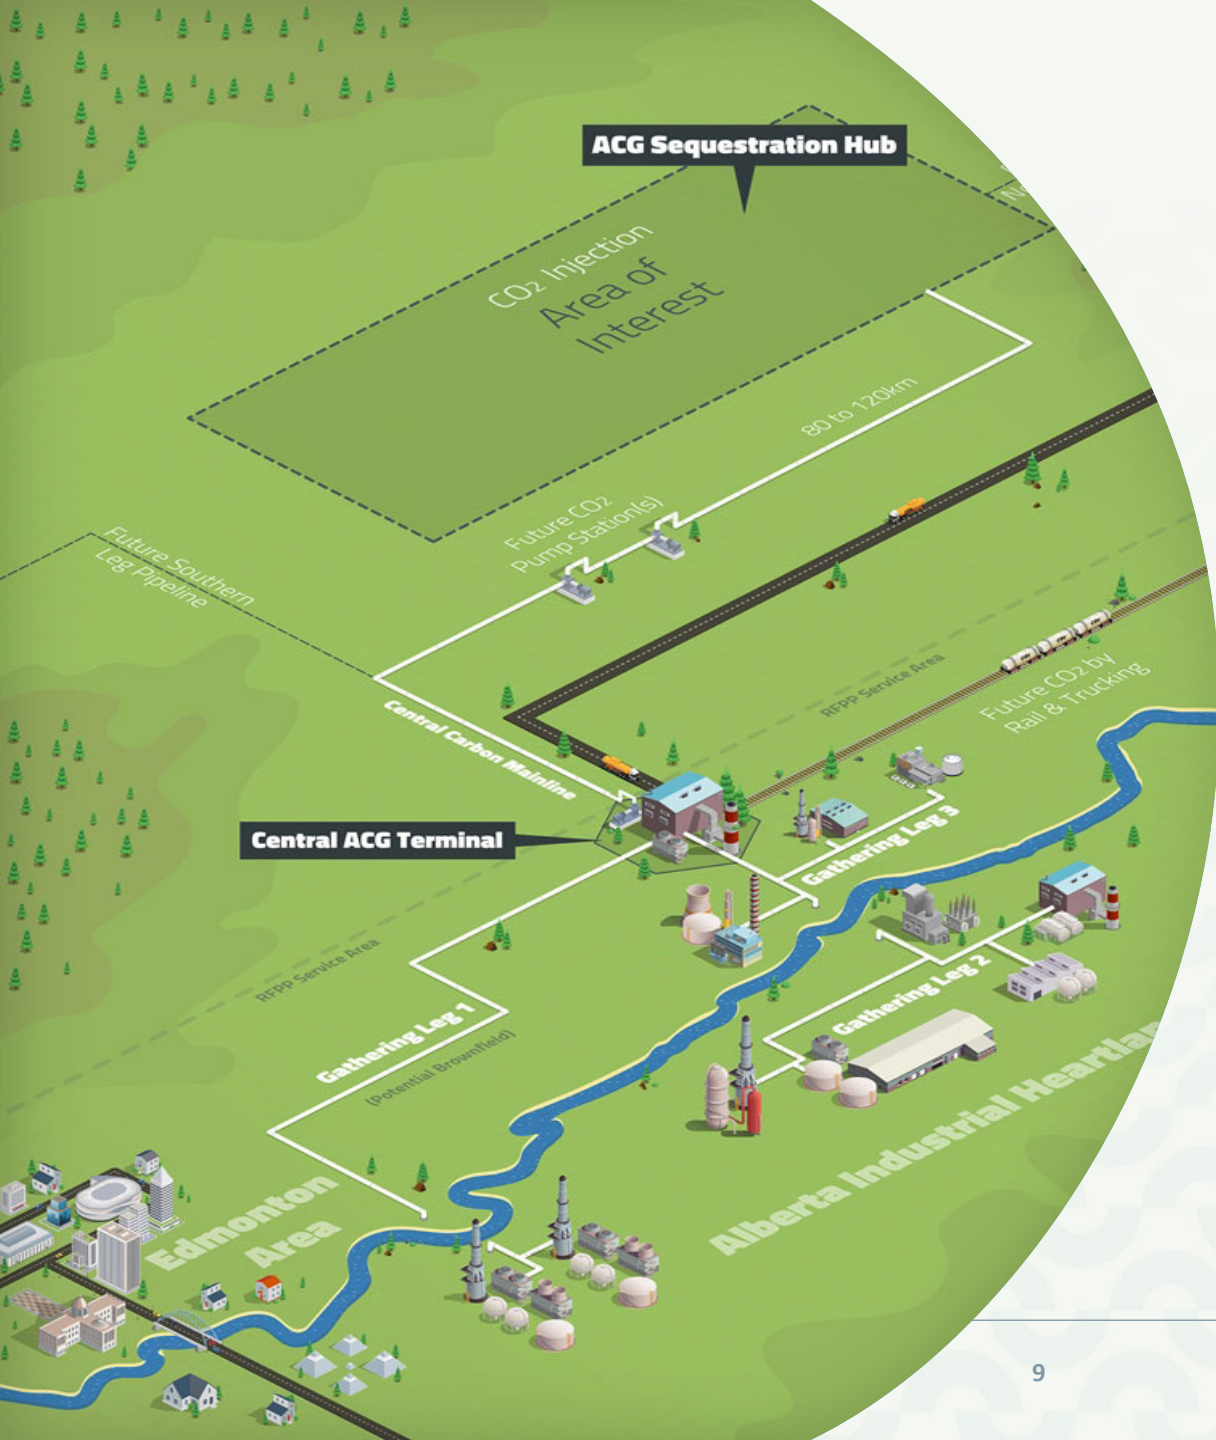 ACG Sequestration Hub
CO2 Injection
Area of
Interest
80 to 120km
Future CO2
Pump Station(s)
Future Southern
Leg Pipeline
RFPP Service Area
Future CO2 by
Rail & Trucking
Central Carbon Mainline
Central ACG Terminal
Gathering Leg 3
RFPP Service Area
Gathering Leg 2
Gathering Leg 1
(Potential Brownfield)
Alberta Industrial
Edmonton
Area
9